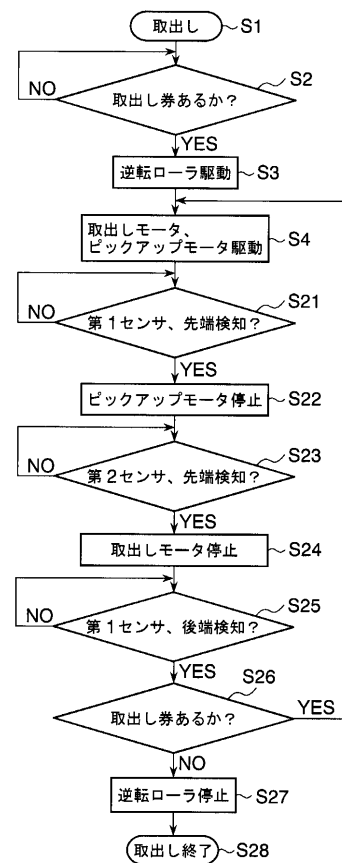 取出し
S1
S2
NO
取出し券あるか？
YES
逆転ローラ駆動
S3
取出しモータ、
ピックアップモータ駆動
S4
S21
NO
第１センサ、先端検知？
YES
ピックアップモータ停止
S22
S23
NO
第２センサ、先端検知？
YES
取出しモータ停止
S24
S25
NO
第１センサ、後端検知？
YES
S26
取出し券あるか？
YES
NO
逆転ローラ停止
S27
取出し終了
S28